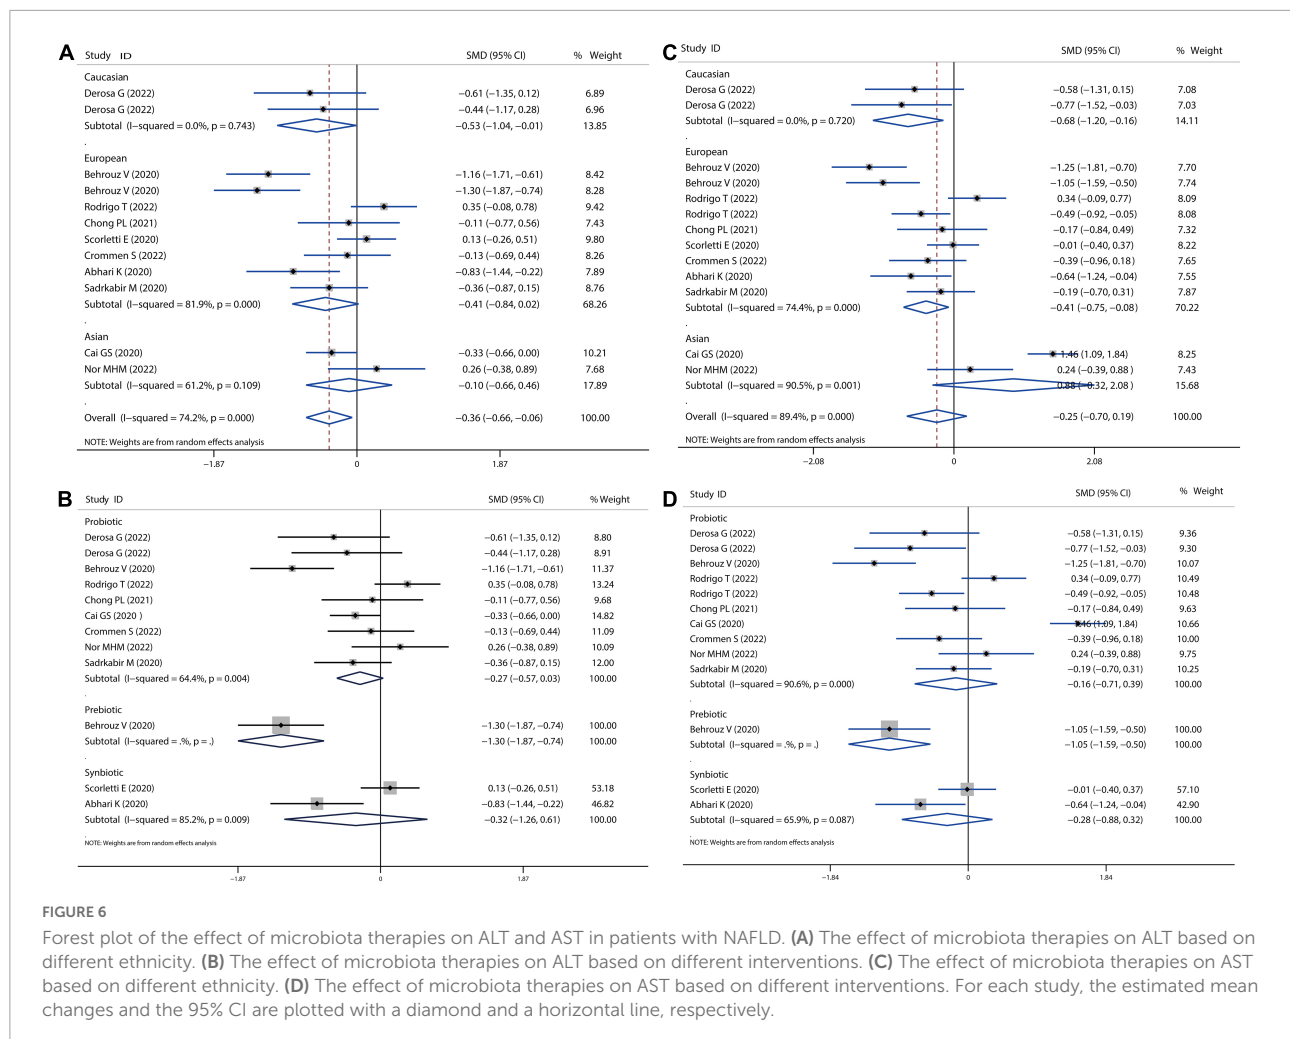 A
Study ID SMD (95% CI) % Weight
Caucasian
Derosa G (2022) −0.61 (−1.35, 0.12) 6.89
Derosa G (2022) −0.44 (−1.17, 0.28) 6.96
Subtotal (I−squared = 0.0%, p = 0.743) −0.53 (−1.04, −0.01) 13.85
.
European
Behrouz V (2020) −1.16 (−1.71, −0.61) 8.42
Behrouz V (2020) −1.30 (−1.87, −0.74) 8.28
Rodrigo T (2022) 0.35 (−0.08, 0.78) 9.42
Chong PL (2021) −0.11 (−0.77, 0.56) 7.43
Scorletti E (2020) 0.13 (−0.26, 0.51) 9.80
Crommen S (2022) −0.13 (−0.69, 0.44) 8.26
Abhari K (2020) −0.83 (−1.44, −0.22) 7.89
Sadrkabir M (2020) −0.36 (−0.87, 0.15) 8.76
Subtotal (I−squared = 81.9%, p = 0.000) −0.41 (−0.84, 0.02) 68.26
.
Asian
Cai GS (2020) −0.33 (−0.66, 0.00) 10.21
Nor MHM (2022) 0.26 (−0.38, 0.89) 7.68
Subtotal (I−squared = 61.2%, p = 0.109) −0.10 (−0.66, 0.46) 17.89
.
Overall (I−squared = 74.2%, p = 0.000) −0.36 (−0.66, −0.06) 100.00
NOTE: Weights are from random effects analysis
−1.87 0 1.87
C
Study ID SMD (95% CI) % Weight
Caucasian
Derosa G (2022) −0.58 (−1.31, 0.15) 7.08
Derosa G (2022) −0.77 (−1.52, −0.03) 7.03
Subtotal (I−squared = 0.0%, p = 0.720) −0.68 (−1.20, −0.16) 14.11
.
European
Behrouz V (2020) −1.25 (−1.81, −0.70) 7.70
Behrouz V (2020) −1.05 (−1.59, −0.50) 7.74
Rodrigo T (2022) 0.34 (−0.09, 0.77) 8.09
Rodrigo T (2022) −0.49 (−0.92, −0.05) 8.08
Chong PL (2021) −0.17 (−0.84, 0.49) 7.32
Scorletti E (2020) −0.01 (−0.40, 0.37) 8.22
Crommen S (2022) −0.39 (−0.96, 0.18) 7.65
Abhari K (2020) −0.64 (−1.24, −0.04) 7.55
Sadrkabir M (2020) −0.19 (−0.70, 0.31) 7.87
Subtotal (I−squared = 74.4%, p = 0.000) −0.41 (−0.75, −0.08) 70.22
.
Asian
Cai GS (2020) 1.46 (1.09, 1.84) 8.25
Nor MHM (2022) 0.24 (−0.39, 0.88 ) 7.43
Subtotal (I−squared = 90.5%, p = 0.001) 0.88 (−0.32, 2.08 ) 15.68
.
Overall (I−squared = 89.4%, p = 0.000) −0.25 (−0.70, 0.19) 100.00
NOTE: Weights are from random effects analysis
−2.08 0 2.08
B
Study ID SMD (95% CI) % Weight
Probiotic
Derosa G (2022) −0.61 (−1.35, 0.12) 8.80
Derosa G (2022) −0.44 (−1.17, 0.28) 8.91
Behrouz V (2020) −1.16 (−1.71, −0.61) 11.37
Rodrigo T (2022) 0.35 (−0.08, 0.78) 13.24
Chong PL (2021) −0.11 (−0.77, 0.56) 9.68
Cai GS (2020 ) −0.33 (−0.66, 0.00) 14.82
Crommen S (2022) −0.13 (−0.69, 0.44) 11.09
Nor MHM (2022) 0.26 (−0.38, 0.89) 10.09
Sadrkabir M (2020) −0.36 (−0.87, 0.15) 12.00
Subtotal (I−squared = 64.4%, p = 0.004) −0.27 (−0.57, 0.03) 100.00
.
Prebiotic
Behrouz V (2020) −1.30 (−1.87, −0.74) 100.00
Subtotal (I−squared = .%, p = .) −1.30 (−1.87, −0.74) 100.00
.
Synbiotic
Scorletti E (2020) 0.13 (−0.26, 0.51) 53.18
Abhari K (2020) −0.83 (−1.44, −0.22) 46.82
Subtotal (I−squared = 85.2%, p = 0.009) −0.32 (−1.26, 0.61) 100.00
.
NOTE: Weights are from random effects analysis
−1.87 0 1.87
D
Study ID SMD (95% CI) % Weight
Probiotic
Derosa G (2022) −0.58 (−1.31, 0.15) 9.36
Derosa G (2022) −0.77 (−1.52, −0.03) 9.30
Behrouz V (2020) −1.25 (−1.81, −0.70) 10.07
Rodrigo T (2022) 0.34 (−0.09, 0.77) 10.49
Rodrigo T (2022) −0.49 (−0.92, −0.05) 10.48
Chong PL (2021) −0.17 (−0.84, 0.49) 9.63
Cai GS (2020) 1.46 (1.09, 1.84) 10.66
Crommen S (2022) −0.39 (−0.96, 0.18) 10.00
Nor MHM (2022) 0.24 (−0.39, 0.88) 9.75
Sadrkabir M (2020) −0.19 (−0.70, 0.31) 10.25
Subtotal (I−squared = 90.6%, p = 0.000) −0.16 (−0.71, 0.39) 100.00
.
Prebiotic
Behrouz V (2020) −1.05 (−1.59, −0.50) 100.00
Subtotal (I−squared = .%, p = .) −1.05 (−1.59, −0.50) 100.00
.
Synbiotic
Scorletti E (2020) −0.01 (−0.40, 0.37) 57.10
Abhari K (2020) −0.64 (−1.24, −0.04) 42.90
Subtotal (I−squared = 65.9%, p = 0.087) −0.28 (−0.88, 0.32) 100.00
.
NOTE: Weights are from random effects analysis
−1.84 0 1.84
FIGURE 6
Forest plot of the effect of microbiota therapies on ALT and AST in patients with NAFLD. (A) The effect of microbiota therapies on ALT based on
different ethnicity. (B) The effect of microbiota therapies on ALT based on different interventions. (C) The effect of microbiota therapies on AST
based on different ethnicity. (D) The effect of microbiota therapies on AST based on different interventions. For each study, the estimated mean
changes and the 95% CI are plotted with a diamond and a horizontal line, respectively.